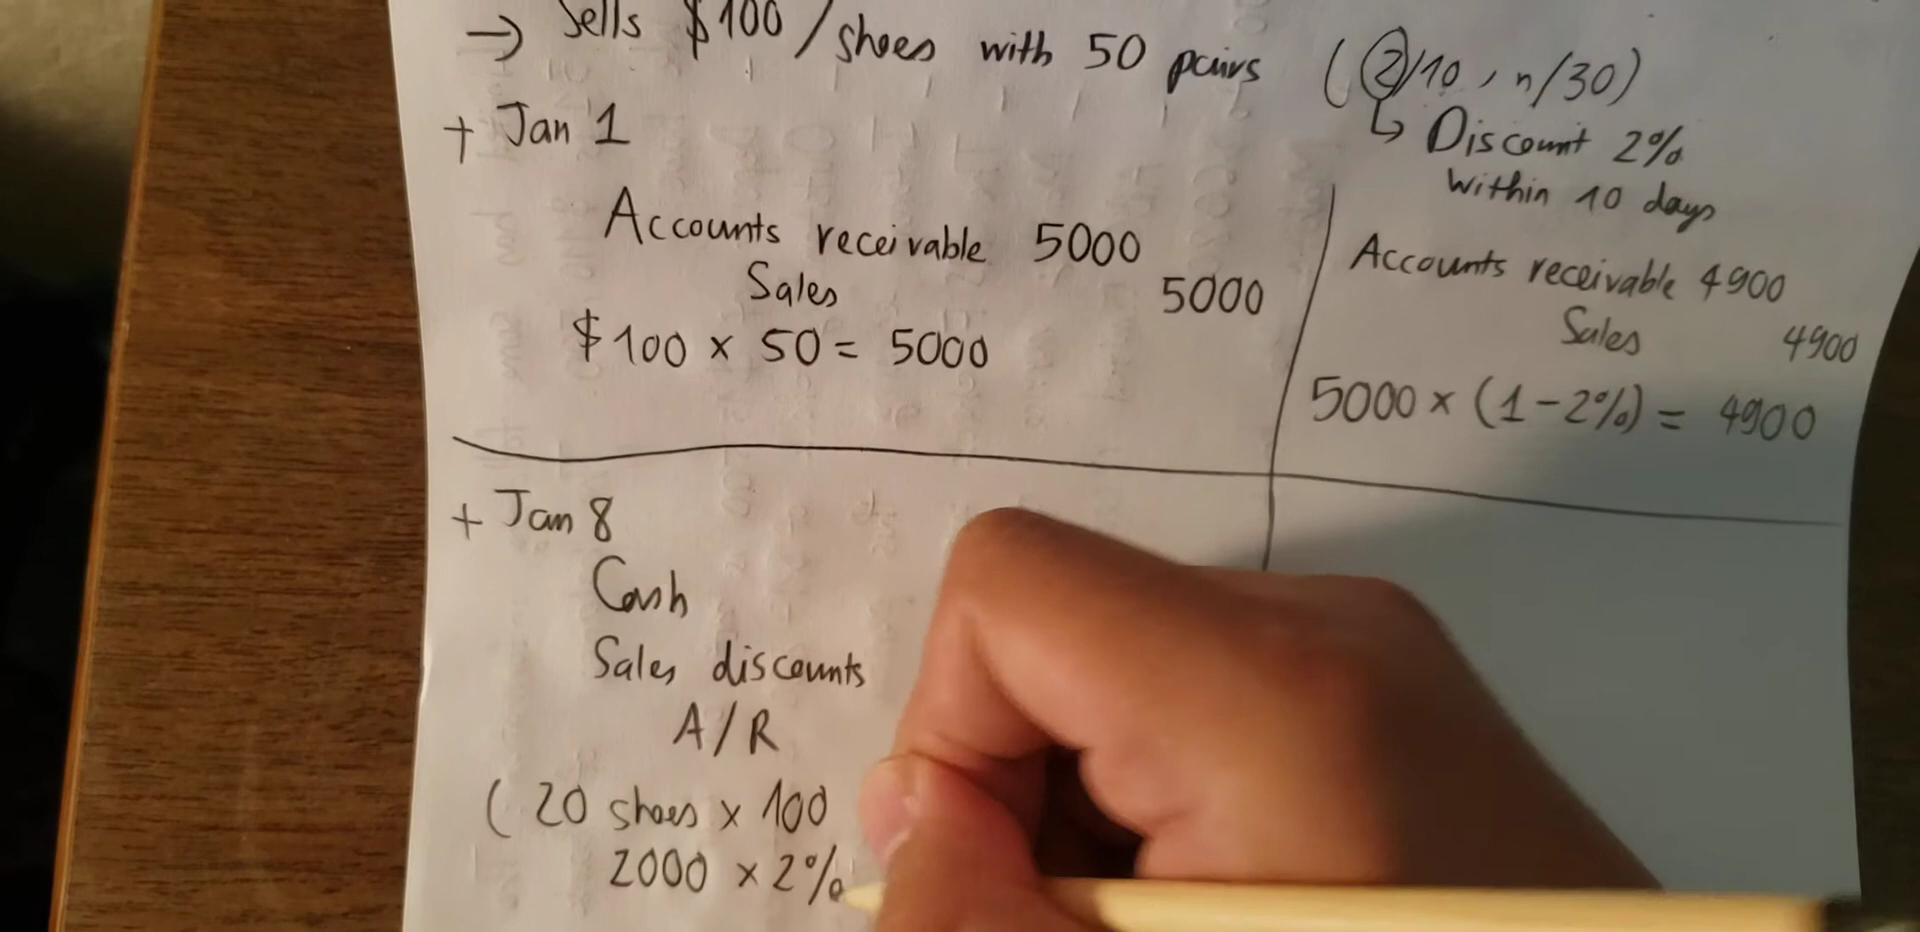 → Sells $100/shoes with 50 pairs (2/10, n/30)
↳ Discount 2%
within 10 days
+ Jan 1
Accounts receivable 5000
Sales 5000
$100 × 50 = 5000
Accounts receivable 4900
Sales 4900
5000 × (1-2%) = 4900
+ Jan 8
Cash
Sales discounts
A/R
( 20 shoes × 100
2000 × 2%